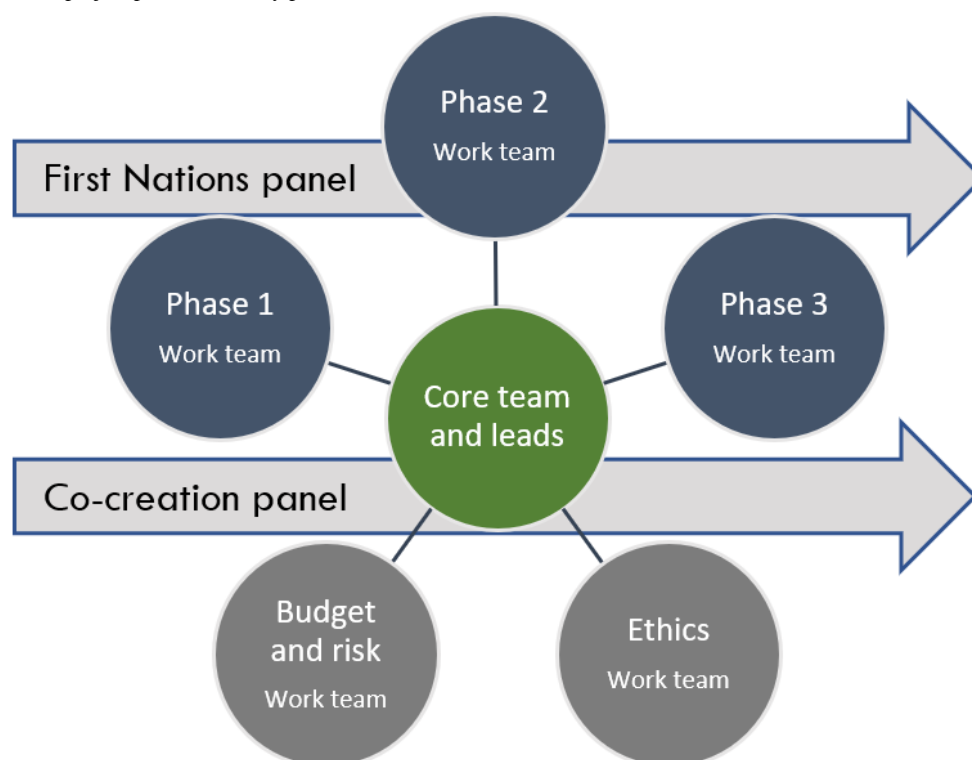 Phase 2
Work team
First Nations panel
Phase 1
Work team
Phase 3
Work team
Core team
and leads
Co-creation panel
Budget
and risk
Work team
Ethics
Work team